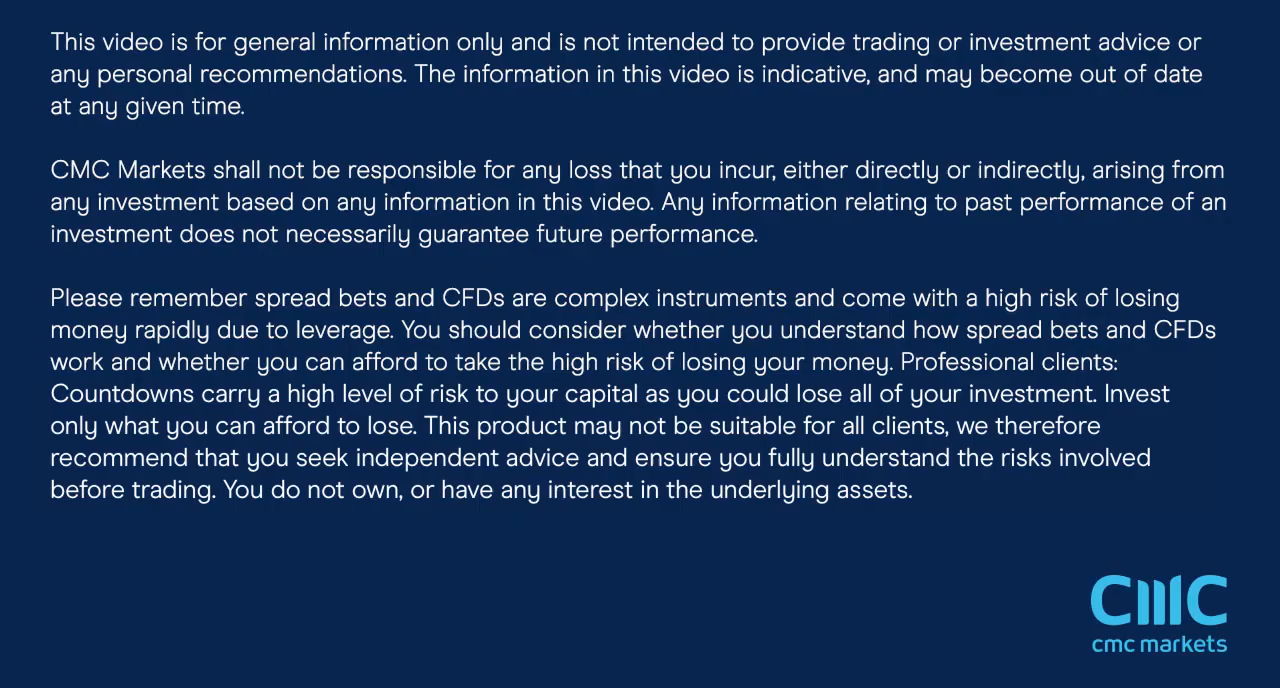 This video is for general information only and is not intended to provide trading or investment advice or
any personal recommendations. The information in this video is indicative, and may become out of date
at any given time.
CMC Markets shall not be responsible for any loss that you incur, either directly or indirectly, arising from
any investment based on any information in this video. Any information relating to past performance of an
investment does not necessarily guarantee future performance.
Please remember spread bets and CFDs are complex instruments and come with a high risk of losing
money rapidly due to leverage. You should consider whether you understand how spread bets and CFDs
work and whether you can afford to take the high risk of losing your money. Professional clients:
Countdowns carry a high level of risk to your capital as you could lose all of your investment. Invest
only what you can afford to lose. This product may not be suitable for all clients, we therefore
recommend that you seek independent advice and ensure you fully understand the risks involved
before trading. You do not own, or have any interest in the underlying assets.
CMC
cmc markets